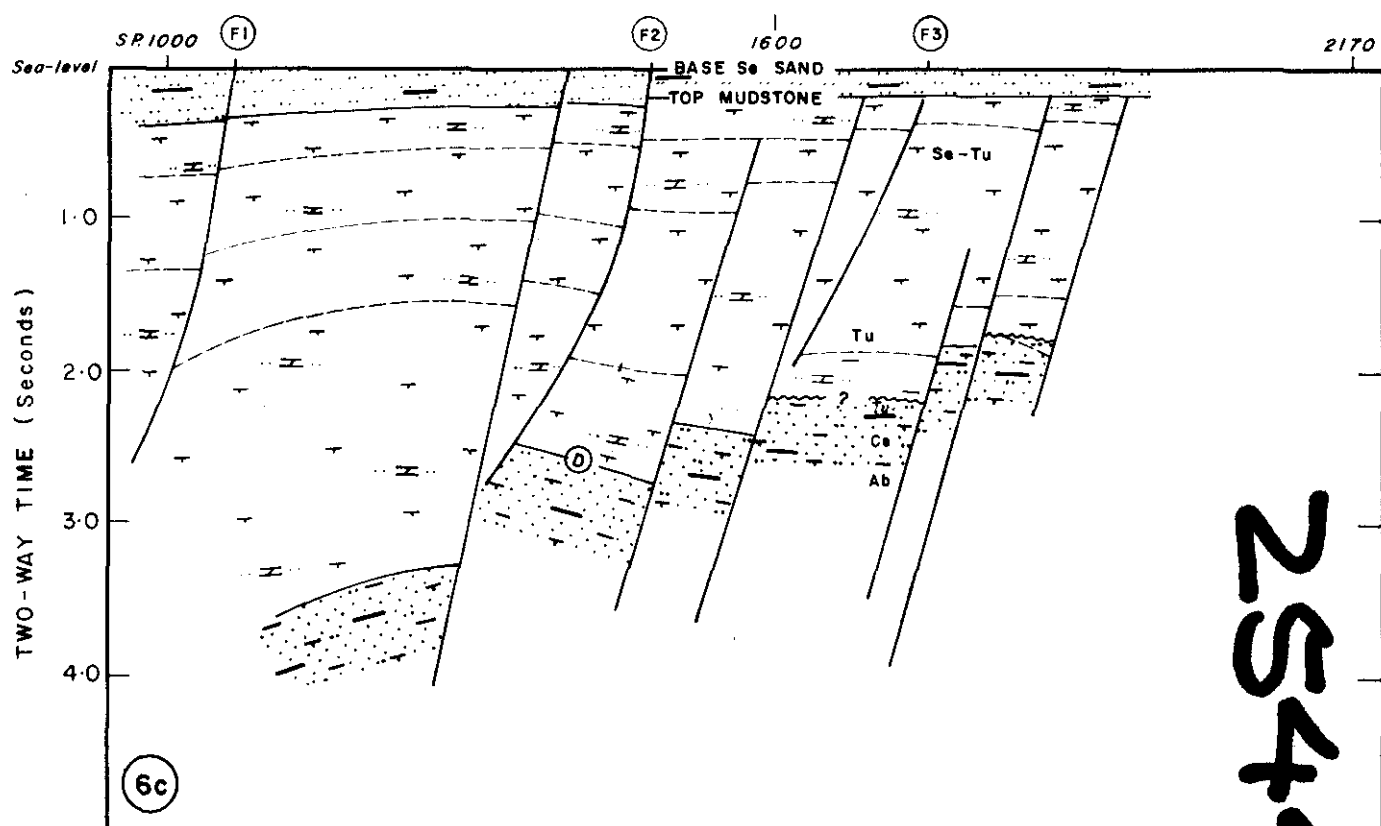 S.P. 1000 F1 F2 1600 F3 2170
Sea-level
BASE Se SAND
TOP MUDSTONE
Se-Tu
1·0
Tu
2·0
?
Tu
Ce
D
Ab
3·0
4·0
TWO-WAY TIME (Seconds)
6c